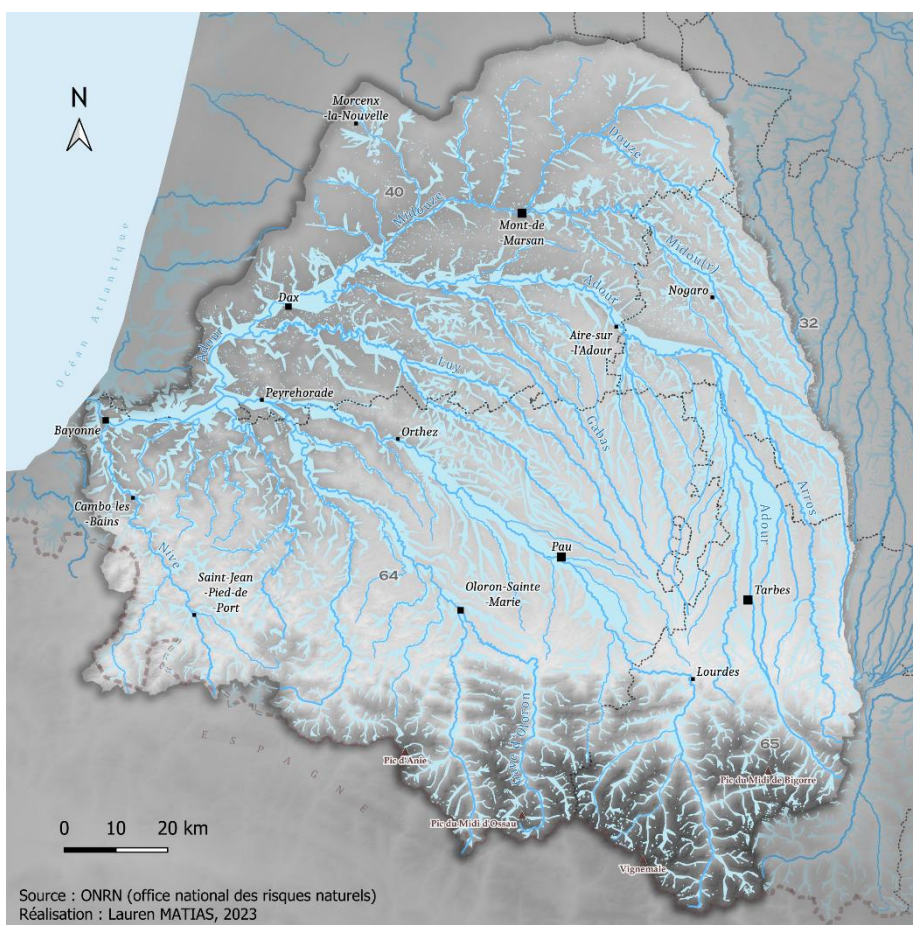 N
Océan Atlantique
Morcenx
-la-Nouvelle
40
Midouze
Douze
Mont-de
-Marsan
Midou(r)
Nogaro
32
Dax
Adour
Adour
Aire-sur
-l'Adour
Luy
Peyrehorade
Bayonne
Orthez
Gabas
Adour
Arros
Cambo-les
-Bains
Nive
Saint-Jean
-Pied-de
Port
64
Pau
Oloron-Sainte
-Marie
Tarbes
Lourdes
ESPAGNE
Pic d'Anie
Gave d'Oloron
65
Pic du Midi de Bigorre
Pic du Midi d'Ossau
Vignemale
0 10 20 km
Source : ONRN (office national des risques naturels)
Réalisation : Lauren MATIAS, 2023